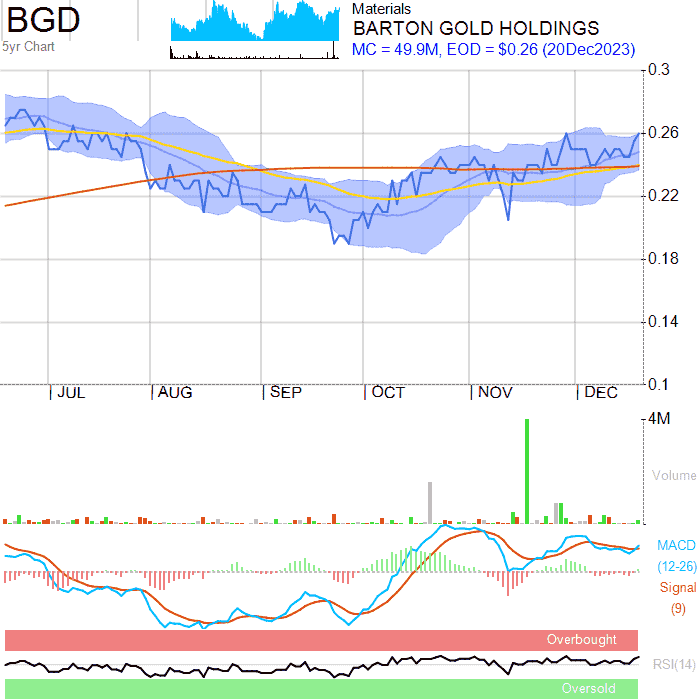 BGD
5yr Chart
Materials
BARTON GOLD HOLDINGS
MC = 49.9M, EOD = $0.26 (20Dec2023)
0.3
0.26
0.22
0.18
0.14
0.1
JUL AUG SEP OCT NOV DEC
4M
Volume
MACD
(12-26)
Signal
(9)
Overbought
RSI(14)
Oversold